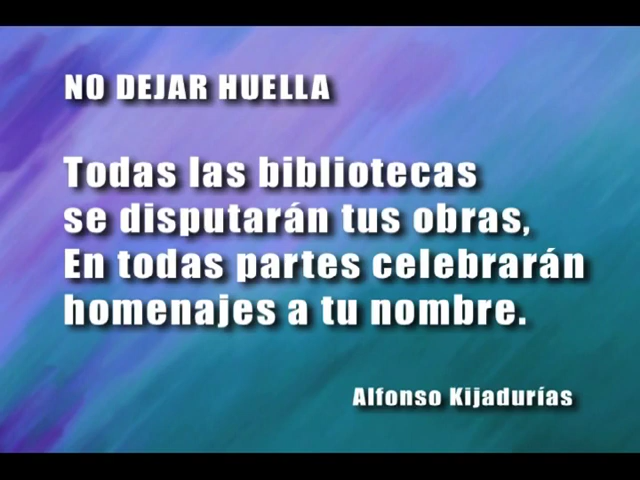 NO DEJAR HUELLA
Todas las bibliotecas
se disputarán tus obras,
En todas partes celebrarán
homenajes a tu nombre.
Alfonso Kijadurías